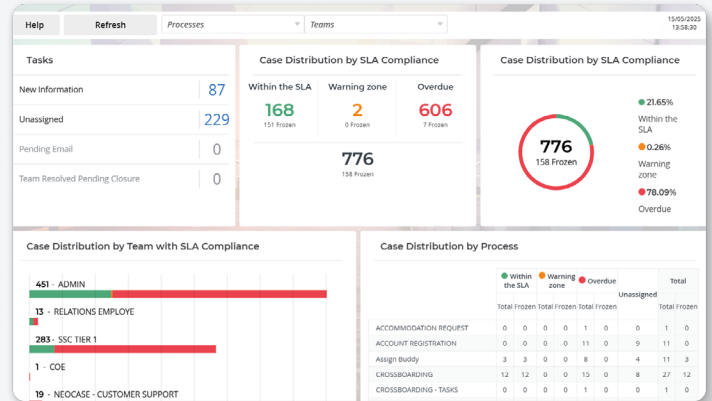 Help Refresh Processes Teams 15/05/2025
13:58:30
Tasks
New Information 87
Unassigned 229
Pending Email 0
Team Resolved Pending Closure 0
Case Distribution by SLA Compliance
Within the SLA Warning zone Overdue
168 2 606
151 Frozen 0 Frozen 7 Frozen
776
158 Frozen
Case Distribution by SLA Compliance
776
158 Frozen
21.65%
Within the
SLA
0.26%
Warning
zone
78.09%
Overdue
Case Distribution by Team with SLA Compliance
451 - ADMIN
13 - RELATIONS EMPLOYE
283 - SSC TIER 1
1 - COE
19 - NEOCASE - CUSTOMER SUPPORT
Case Distribution by Process
Within the SLA Warning zone Overdue Unassigned Total
Total Frozen Total Frozen Total Frozen Total Frozen
ACCOMMODATION REQUEST 0 0 0 0 1 0 0 1 0
ACCOUNT REGISTRATION 0 0 0 0 11 0 9 11 0
Assign Buddy 3 3 0 0 8 0 4 11 3
CROSSBOARDING 12 12 0 0 15 0 8 27 12
CROSSBOARDING - TASKS 0 0 0 0 1 0 0 1 0